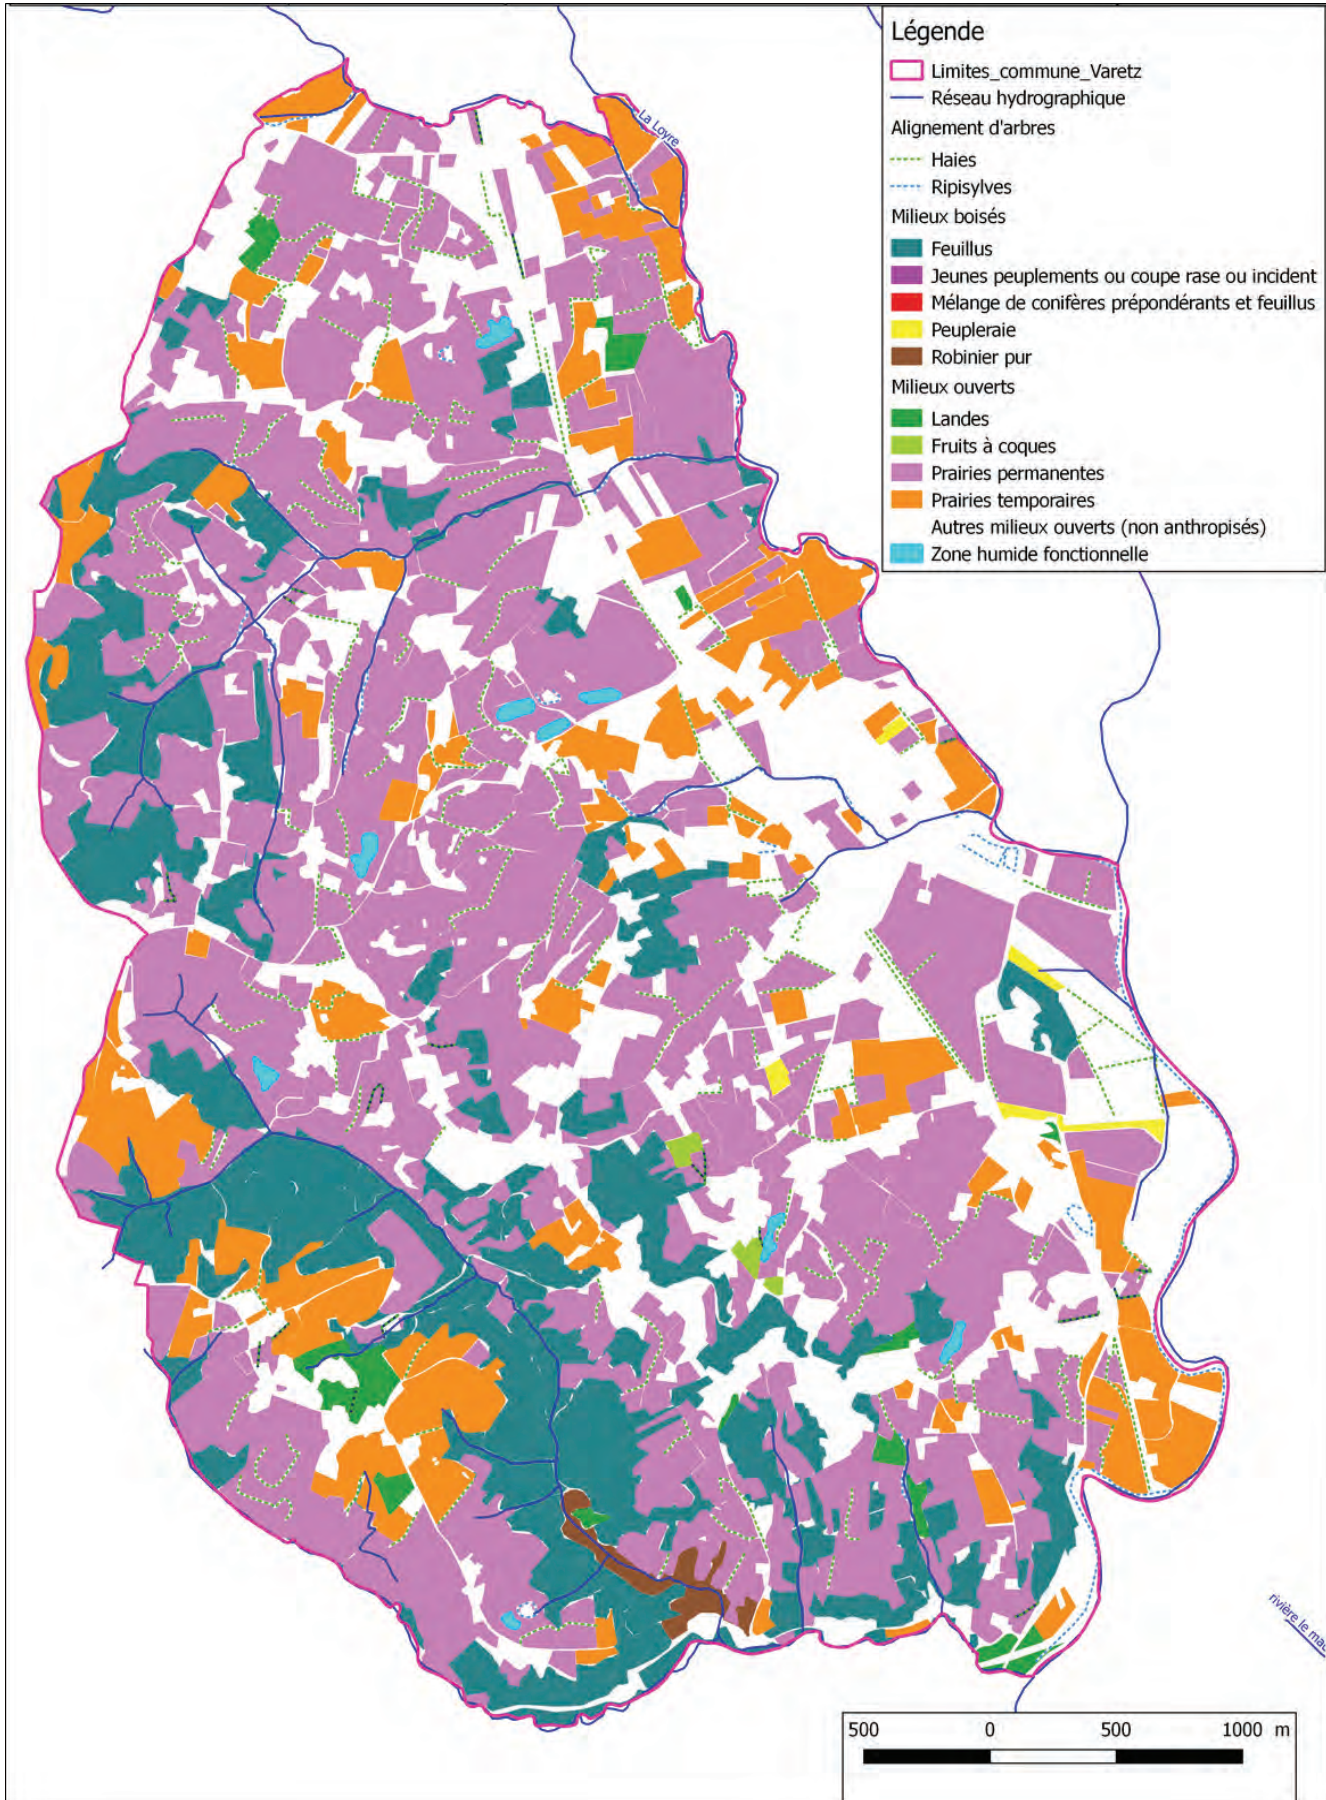 Légende
Limites_commune_Varetz
Réseau hydrographique
Alignement d'arbres
Haies
Ripisylves
Milieux boisés
Feuillus
Jeunes peuplements ou coupe rase ou incident
Mélange de conifères prépondérants et feuillus
Peupleraie
Robinier pur
Milieux ouverts
Landes
Fruits à coques
Prairies permanentes
Prairies temporaires
Autres milieux ouverts (non anthropisés)
Zone humide fonctionnelle
La Loyre
rivière le
500 0 500 1000 m